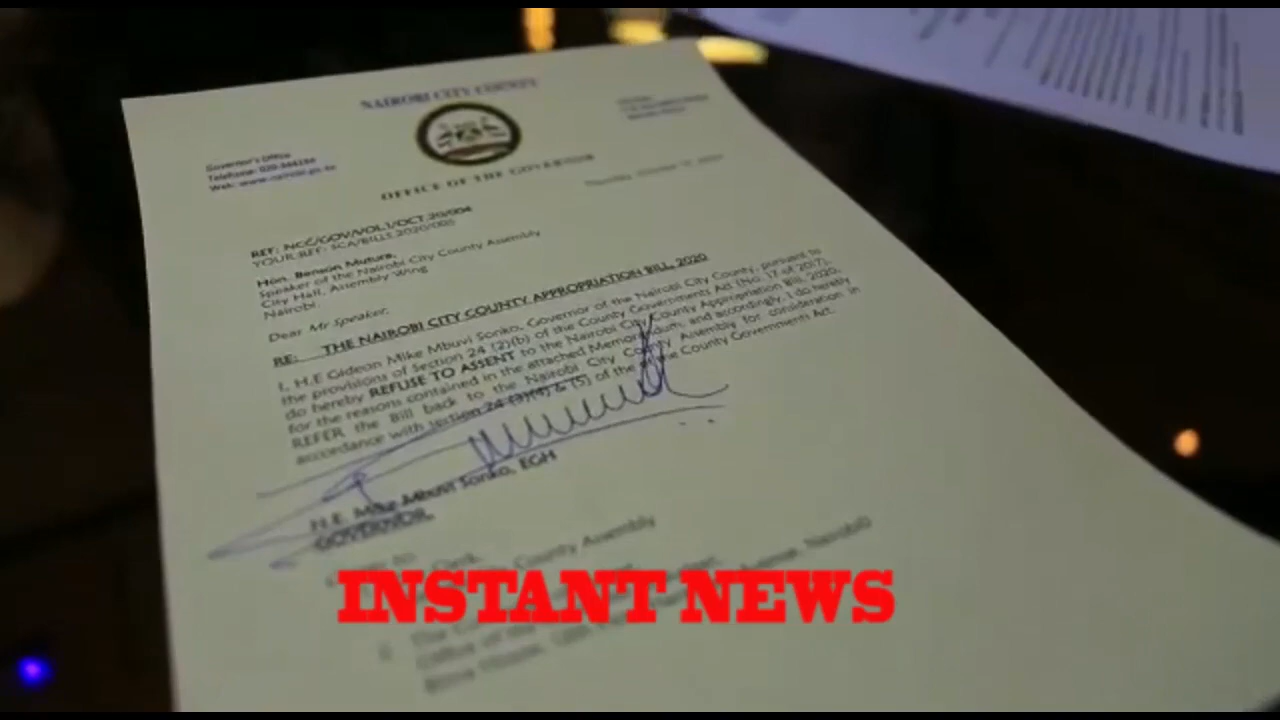 NAIROBI CITY COUNTY
Governor's Office
Web: www.nairobi.go.ke
OFFICE OF THE GOVERNOR
REF: NCC/GOV/VOL.1/OCT.20/004
YOUR REF: SCA/BILLS.2020/005
Hon. Benson Mutura,
Speaker of the Nairobi City County Assembly
City Hall, Assembly Wing
Nairobi.
Dear Mr Speaker,
RE: THE NAIROBI CITY COUNTY APPROPRIATION BILL, 2020
I, H.E Gideon Mike Mbuvi Sonko, Governor of the Nairobi City County, pursuant to
the provisions of Section 24 (2)(b) of the County Governments Act (No. 17 of 2017),
do hereby REFUSE TO ASSENT to the Nairobi City County Appropriation Bill, 2020,
for the reasons contained in the attached Memorandum, and accordingly, I do hereby
REFER the Bill back to the Nairobi City County Assembly for consideration in
accordance with section 24 (3)(4) & (5) of the County Governments Act.
H.E. Mike Mbuvi Sonko, EGH
GOVERNOR.
County Assembly
Nairobi
INSTANT NEWS